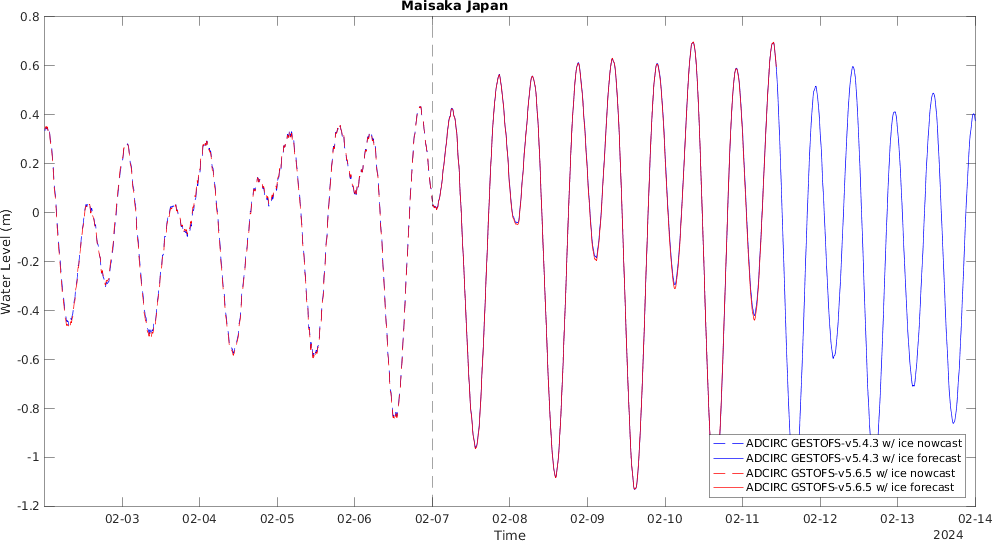 Maisaka Japan
0.8
0.6
0.4
0.2
0
-0.2
-0.4
-0.6
-0.8
-1
-1.2
Water Level (m)
02-03 02-04 02-05 02-06 02-07 02-08 02-09 02-10 02-11 02-12 02-13 02-14
Time
2024
ADCIRC GESTOFS-v5.4.3 w/ ice nowcast
ADCIRC GESTOFS-v5.4.3 w/ ice forecast
ADCIRC GSTOFS-v5.6.5 w/ ice nowcast
ADCIRC GSTOFS-v5.6.5 w/ ice forecast